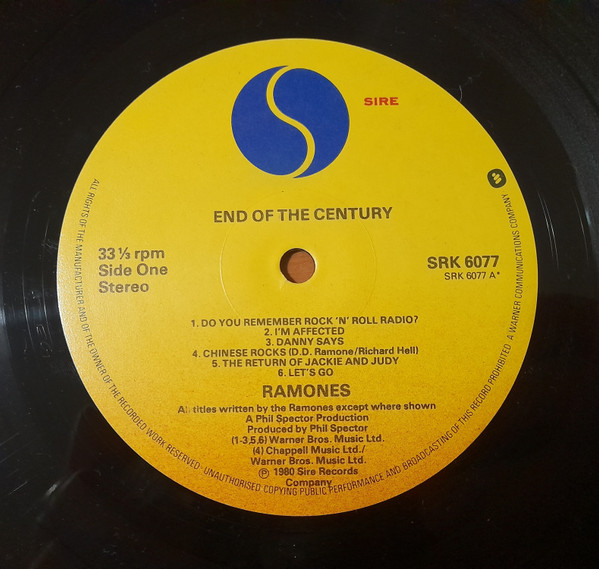 SIRE
END OF THE CENTURY
33 ⅓ rpm
Side One
Stereo
SRK 6077
SRK 6077 A*
1. DO YOU REMEMBER ROCK 'N' ROLL RADIO?
2. I'M AFFECTED
3. DANNY SAYS
4. CHINESE ROCKS (D.D. Ramone/Richard Hell)
5. THE RETURN OF JACKIE AND JUDY
6. LET'S GO
RAMONES
All titles written by the Ramones except where shown
A Phil Spector Production
Produced by Phil Spector
(1-3,5,6) Warner Bros. Music Ltd.
(4) Chappell Music Ltd./
Warner Bros. Music Ltd.
℗ 1980 Sire Records
Company
ALL RIGHTS OF THE MANUFACTURER AND OF THE OWNER OF THE RECORDED WORK RESERVED. UNAUTHORISED COPYING PUBLIC PERFORMANCE AND BROADCASTING OF THIS RECORD PROHIBITED. A WARNER COMMUNICATIONS COMPANY